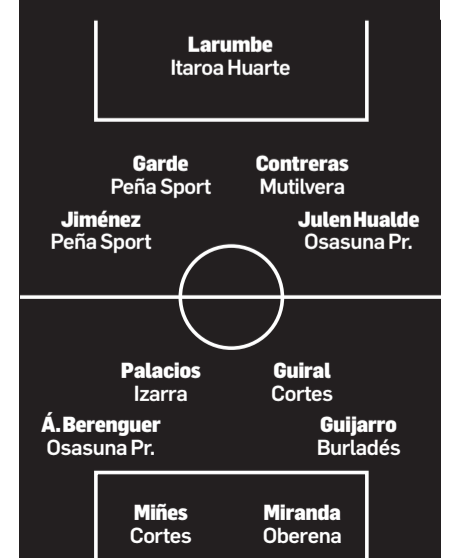 Larumbe
Itaroa Huarte
Garde Contreras
Peña Sport Mutilvera
Jiménez Julen Hualde
Peña Sport Osasuna Pr.
Palacios Guiral
Izarra Cortes
Á. Berenguer Guijarro
Osasuna Pr. Burladés
Miñes Miranda
Cortes Oberena